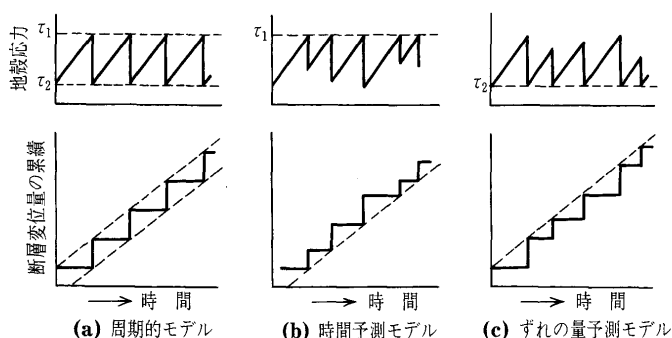 地殻応力
τ1
τ2
τ1
τ2
断層変位量の累積
時間
時間
時間
(a) 周期的モデル
(b) 時間予測モデル
(c) ずれの量予測モデル